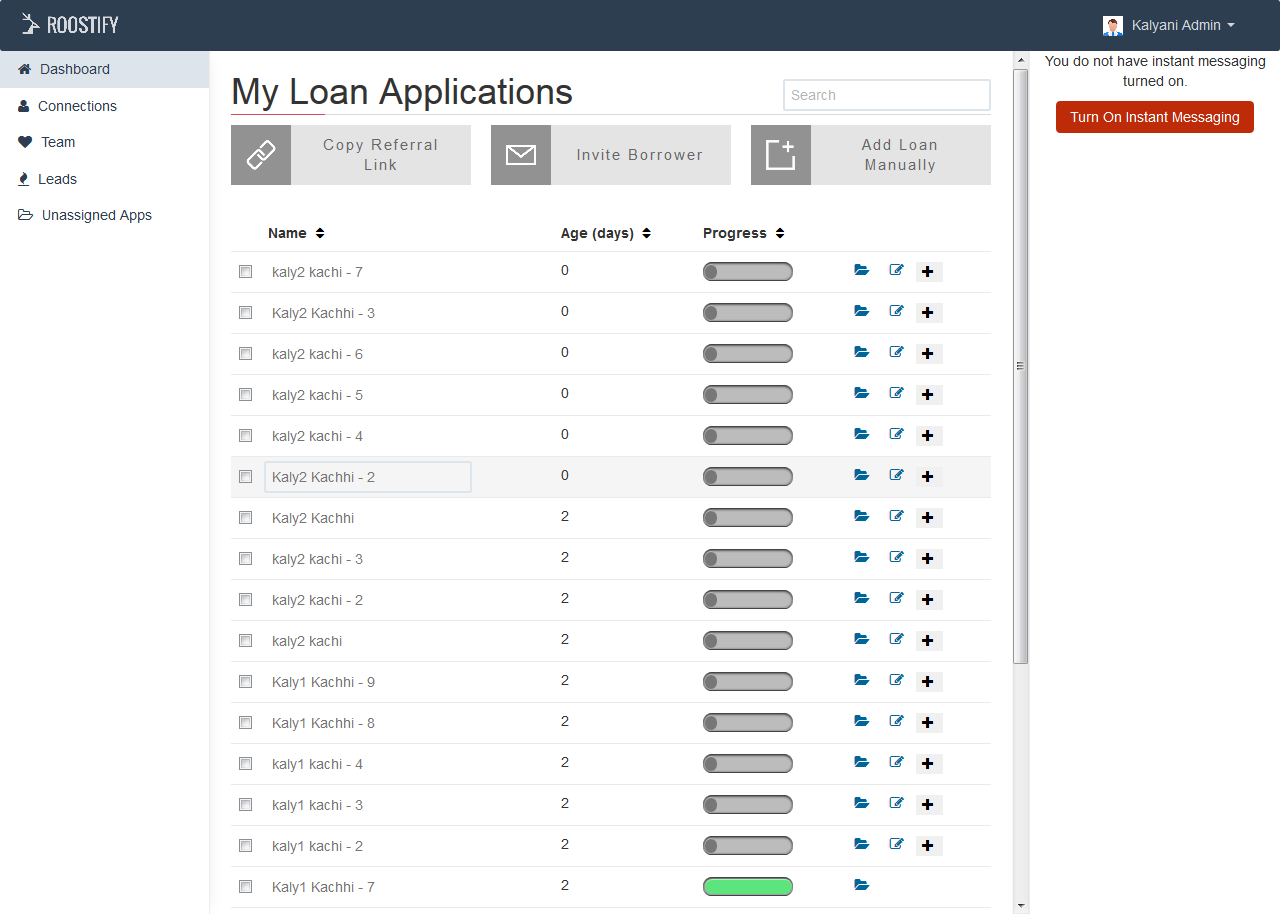 ROOSTIFY
Kalyani Admin
Dashboard
Connections
Team
Leads
Unassigned Apps
My Loan Applications
Search
Copy Referral
Link
Invite Borrower
Add Loan
Manually
Name Age (days) Progress
kaly2 kachi - 7 0
Kaly2 Kachhi - 3 0
kaly2 kachi - 6 0
kaly2 kachi - 5 0
kaly2 kachi - 4 0
Kaly2 Kachhi - 2 0
Kaly2 Kachhi 2
kaly2 kachi - 3 2
kaly2 kachi - 2 2
kaly2 kachi 2
Kaly1 Kachhi - 9 2
Kaly1 Kachhi - 8 2
kaly1 kachi - 4 2
kaly1 kachi - 3 2
kaly1 kachi - 2 2
Kaly1 Kachhi - 7 2
You do not have instant messaging
turned on.
Turn On Instant Messaging